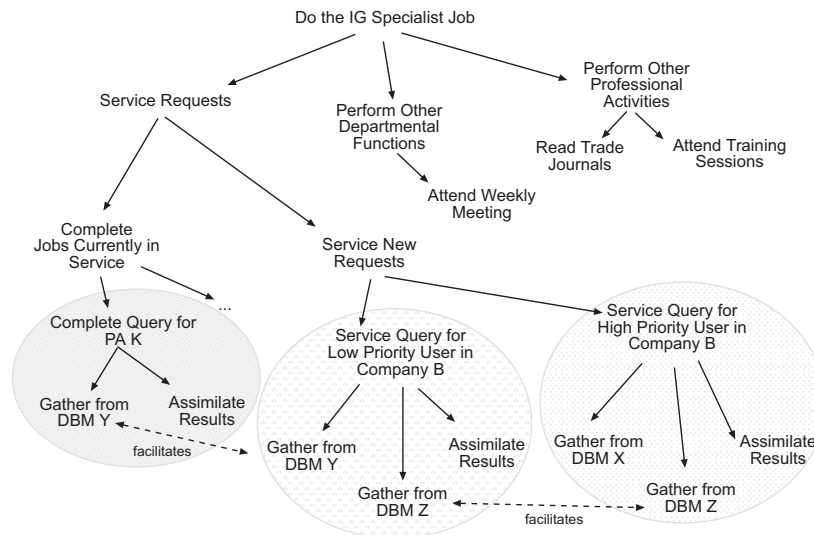 Do the IG Specialist Job
Service Requests
Perform Other
Departmental
Functions
Perform Other
Professional
Activities
Read Trade
Journals
Attend Training
Sessions
Attend Weekly
Meeting
Complete
Jobs Currently in
Service
Service New
Requests
...
Complete Query for
PA K
Gather from
DBM Y
Assimilate
Results
facilitates
Service Query for
Low Priority User in
Company B
Gather from
DBM Y
Assimilate
Results
Gather from
DBM Z
facilitates
Service Query for
High Priority User in
Company B
Gather from
DBM X
Assimilate
Results
Gather from
DBM Z